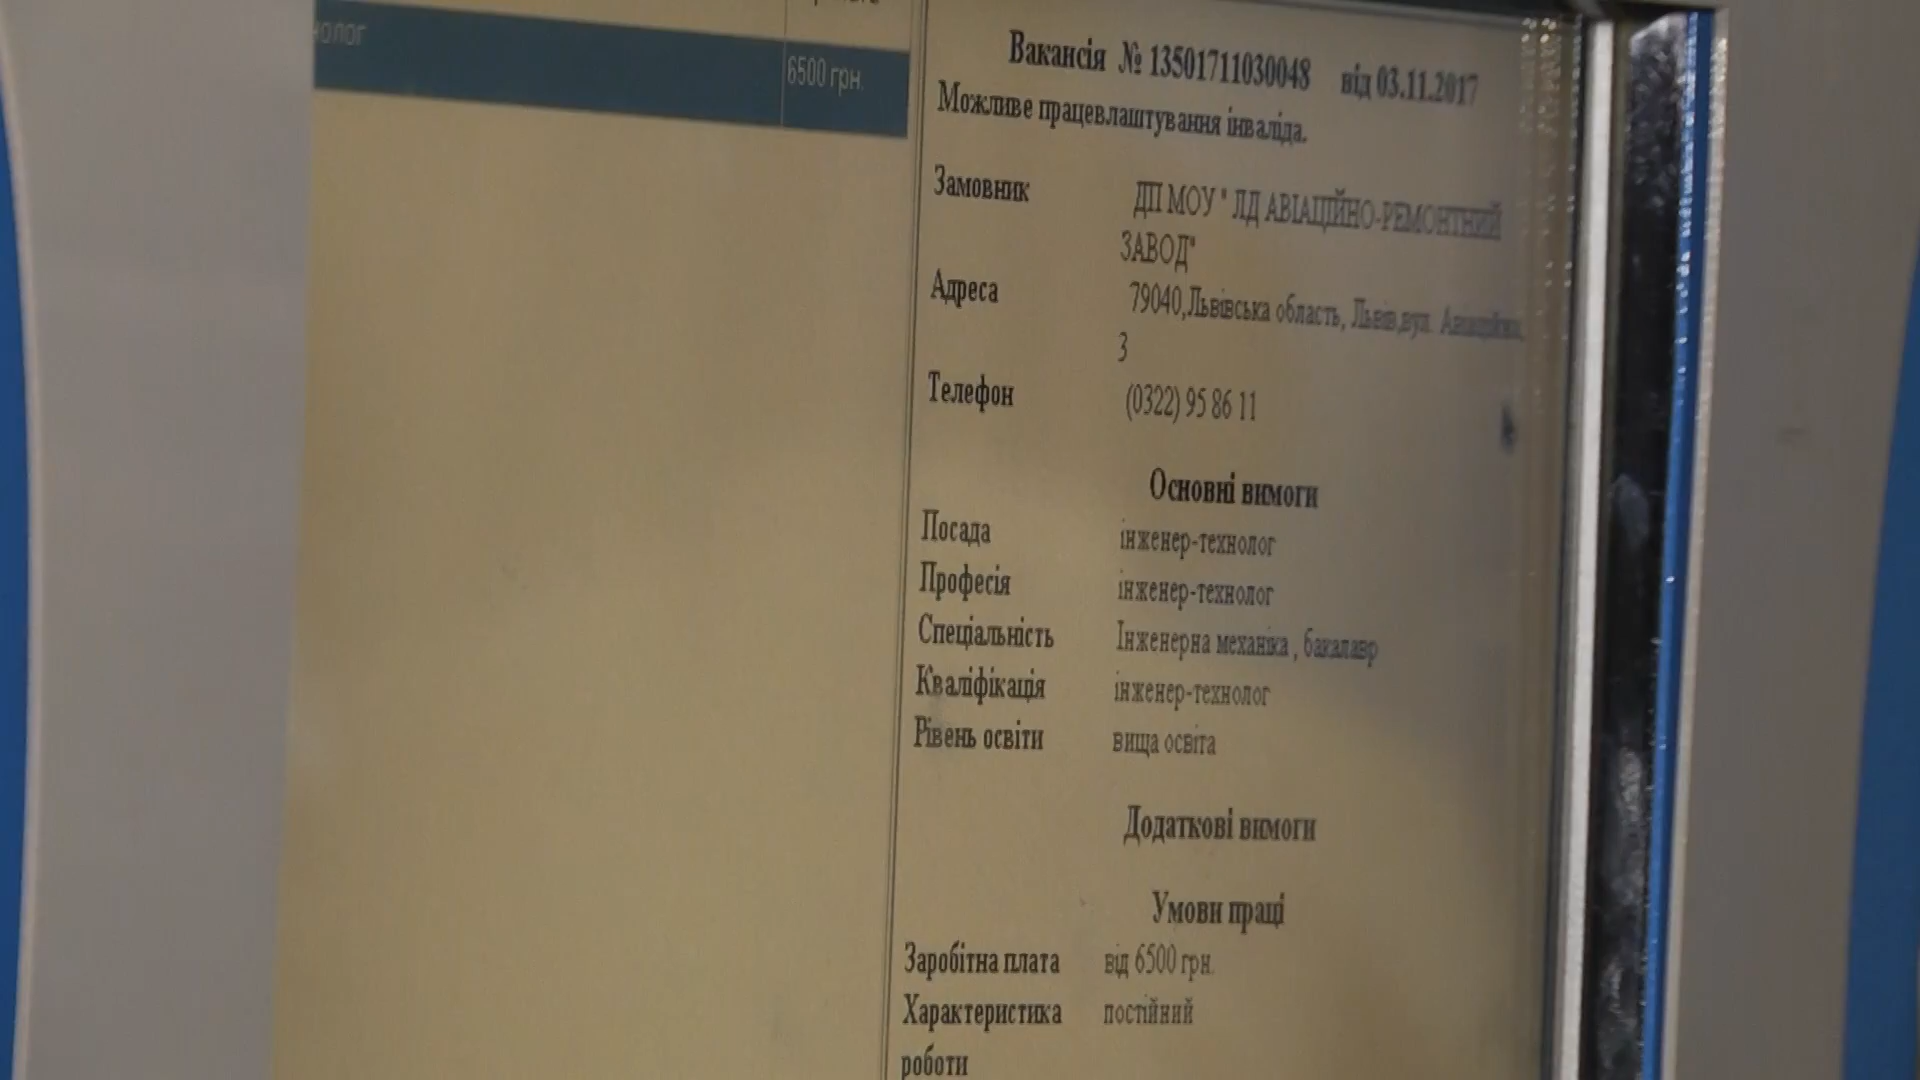 нолог
6500 грн.
Вакансія № 13501711030048 від 03.11.2017
Можливе працевлаштування інваліда.
Замовник ДП МОУ " ЛД АВІАЦІЙНО-РЕМОНТНИЙ
ЗАВОД"
Адреса 79040,Львівська область, Львів,вул. Авіаційна,
3
Телефон (0322) 95 86 11
Основні вимоги
Посада інженер-технолог
Професія інженер-технолог
Спеціальність Інженерна механіка , бакалавр
Кваліфікація інженер-технолог
Рівень освіти вища освіта
Додаткові вимоги
Умови праці
Заробітна плата від 6500 грн.
Характеристика постійний
роботи